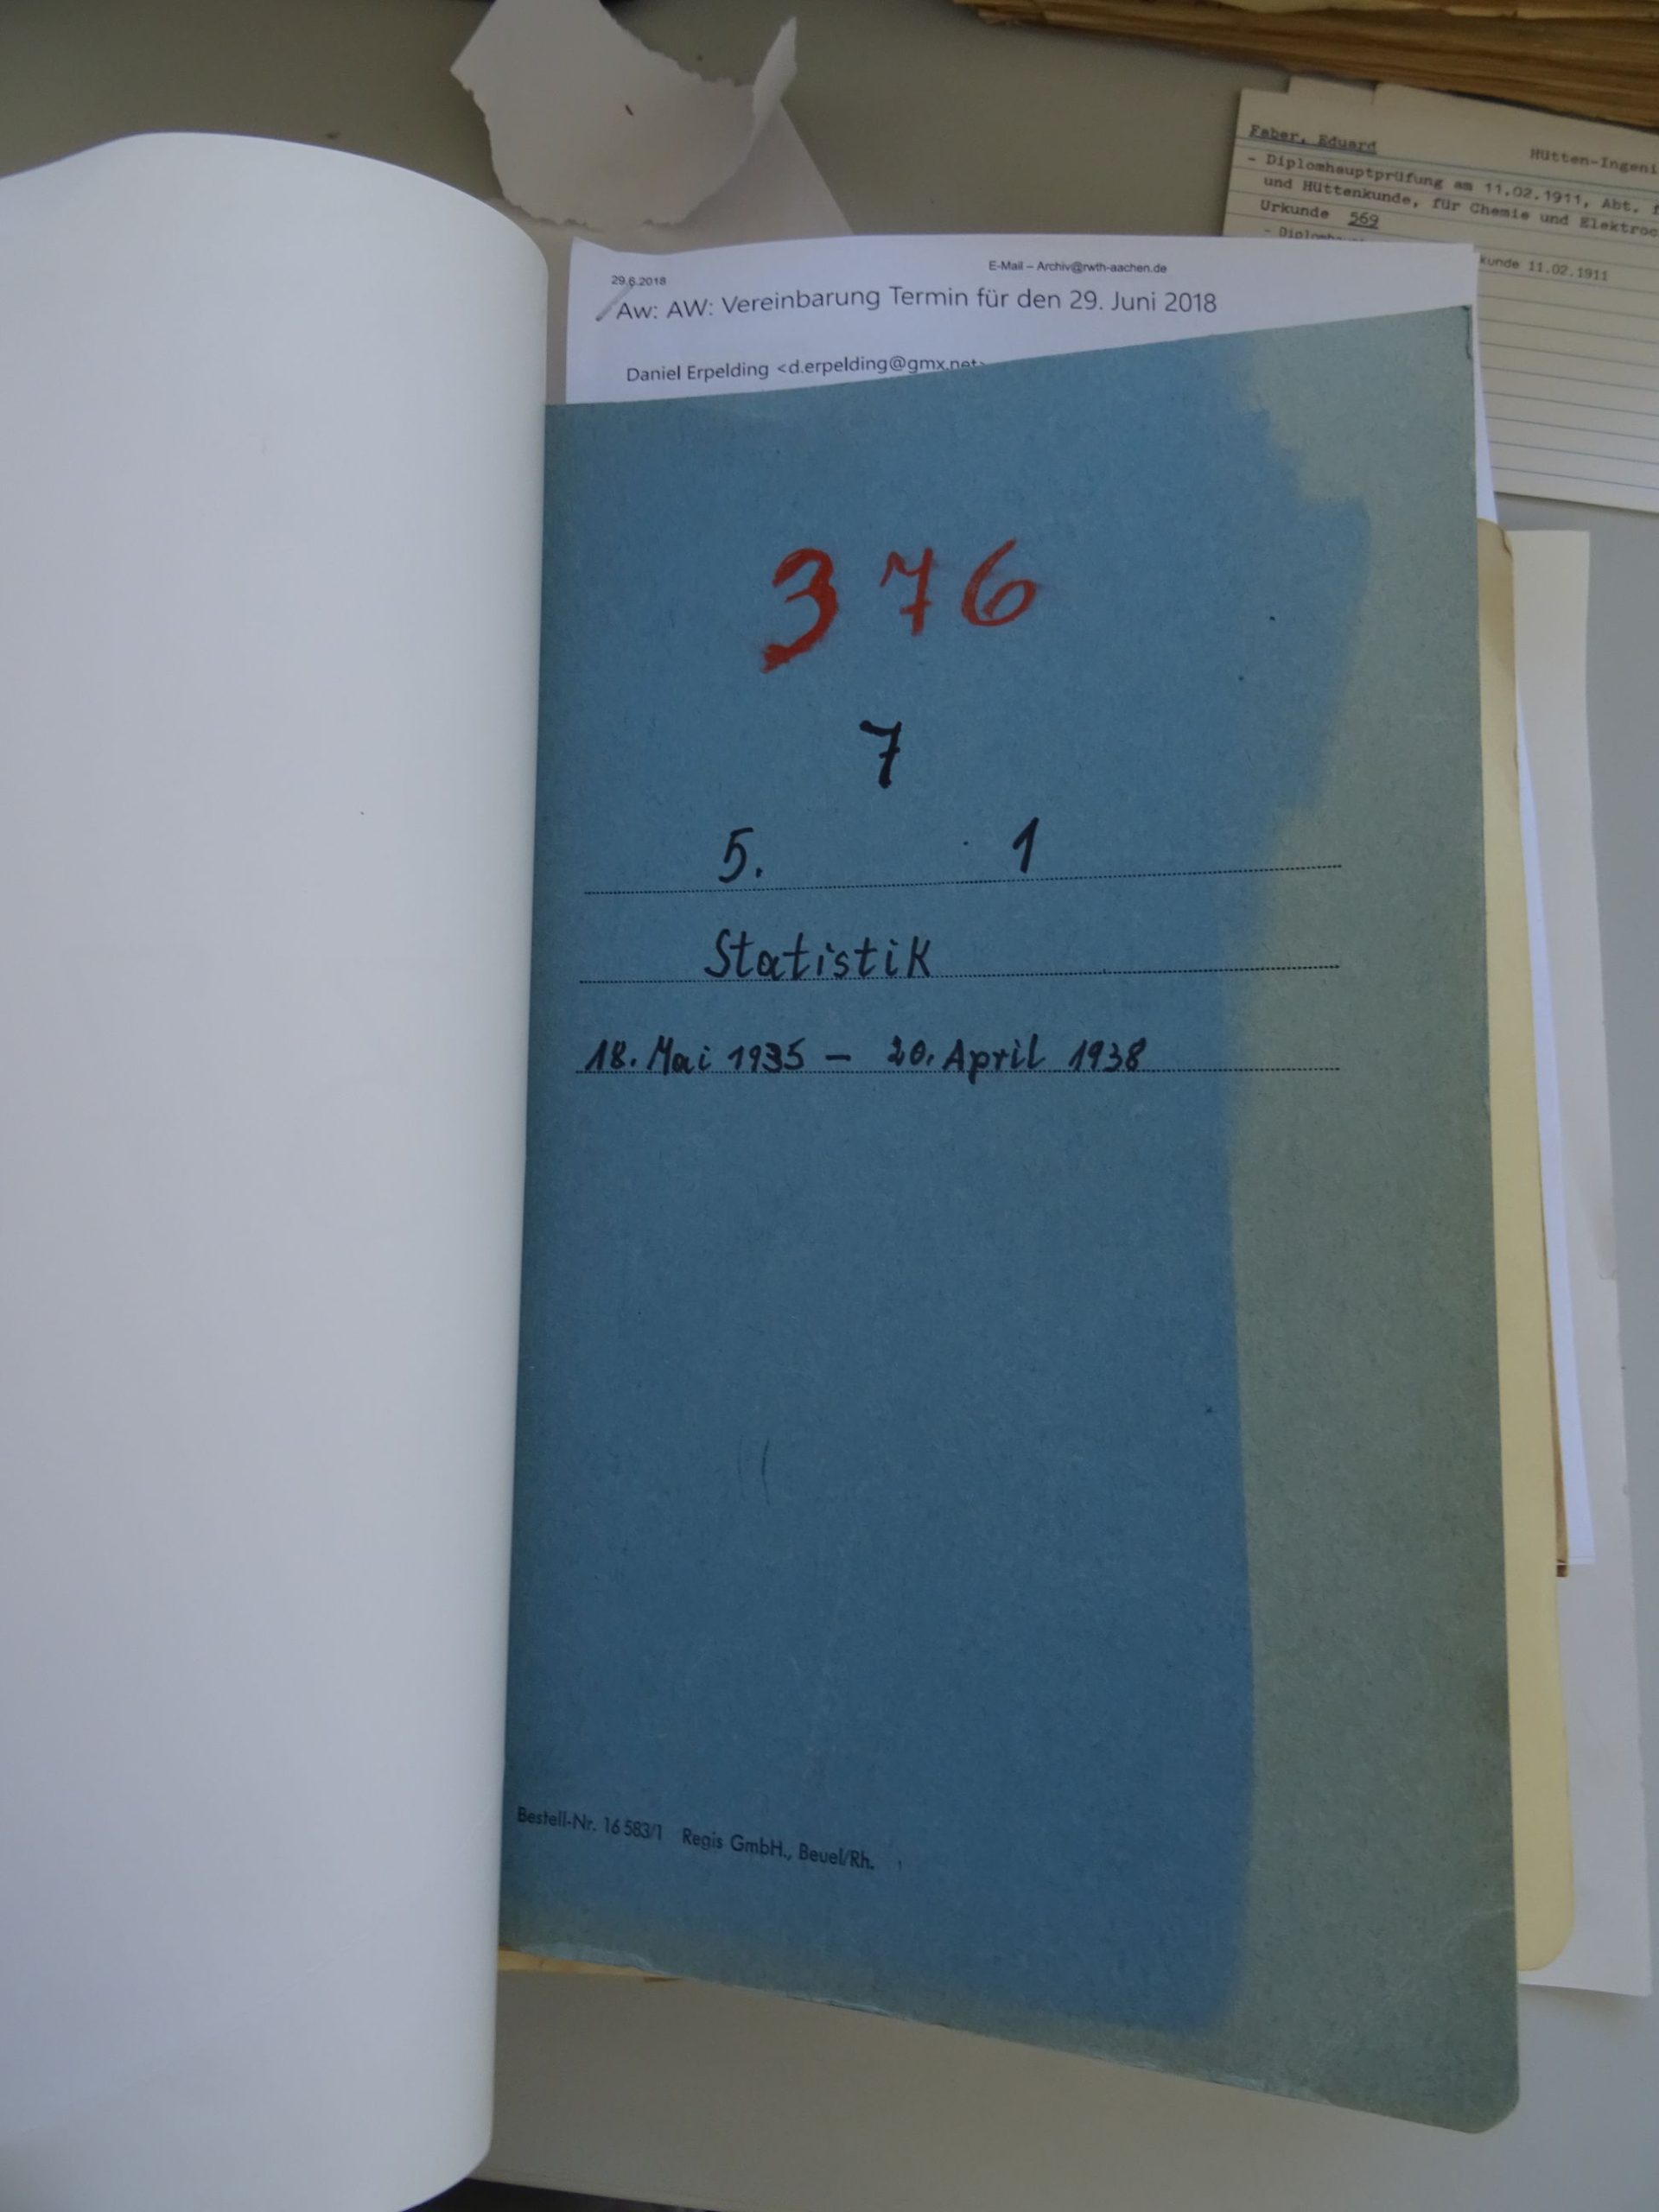 Faber, Eduard Hütten-Ingeni
- Diplomhauptprüfung am 11.02.1911, Abt. f
und Hüttenkunde, für Chemie und Elektroc
Urkunde 569
kunde 11.02.1911
29.6.2018 E-Mail – Archiv@rwth-aachen.de
Aw: AW: Vereinbarung Termin für den 29. Juni 2018
Daniel Erpelding <d.erpelding@gmx.net>
376
7
5. 1
Statistik
18. Mai 1935 – 20. April 1938
Bestell-Nr. 16 583/1 Regis GmbH., Beuel/Rh.